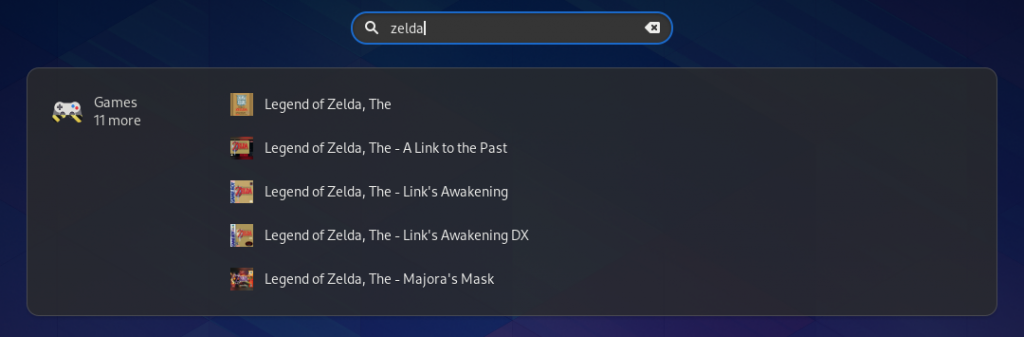 zelda
Games
11 more
Legend of Zelda, The
Legend of Zelda, The - A Link to the Past
Legend of Zelda, The - Link's Awakening
Legend of Zelda, The - Link's Awakening DX
Legend of Zelda, The - Majora's Mask